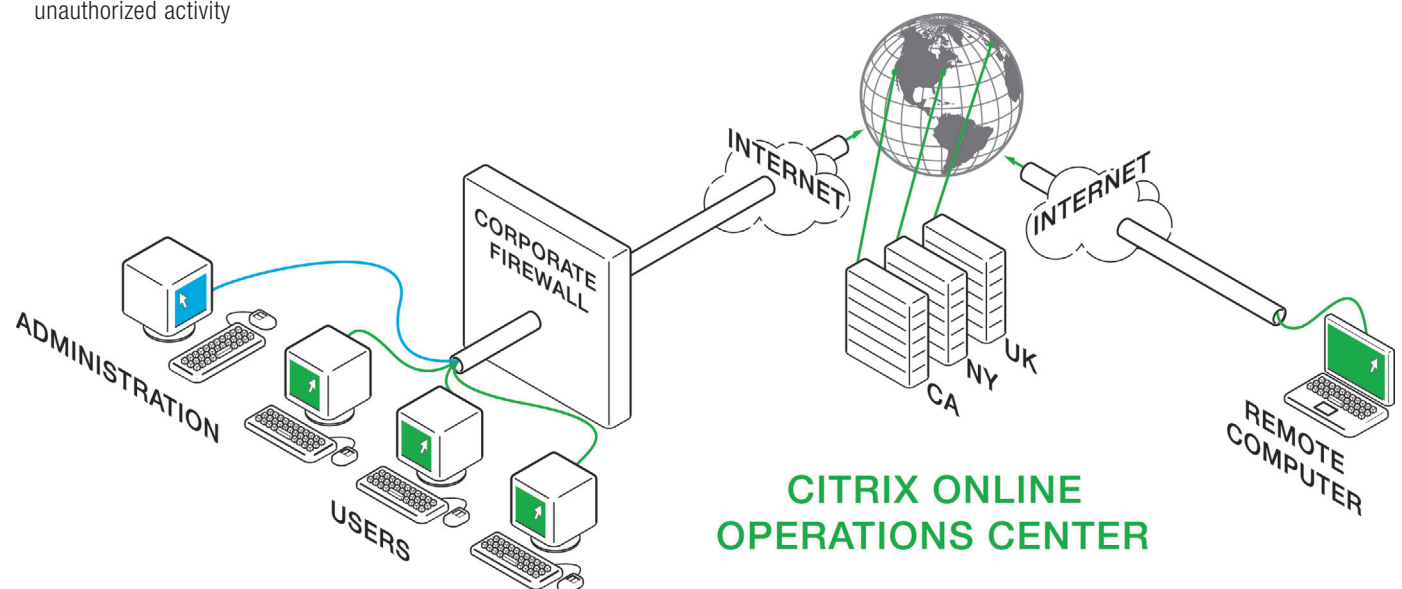 unauthorized activity
INTERNET
INTERNET
CORPORATE
FIREWALL
ADMINISTRATION
USERS
CA
NY
UK
REMOTE
COMPUTER
CITRIX ONLINE
OPERATIONS CENTER